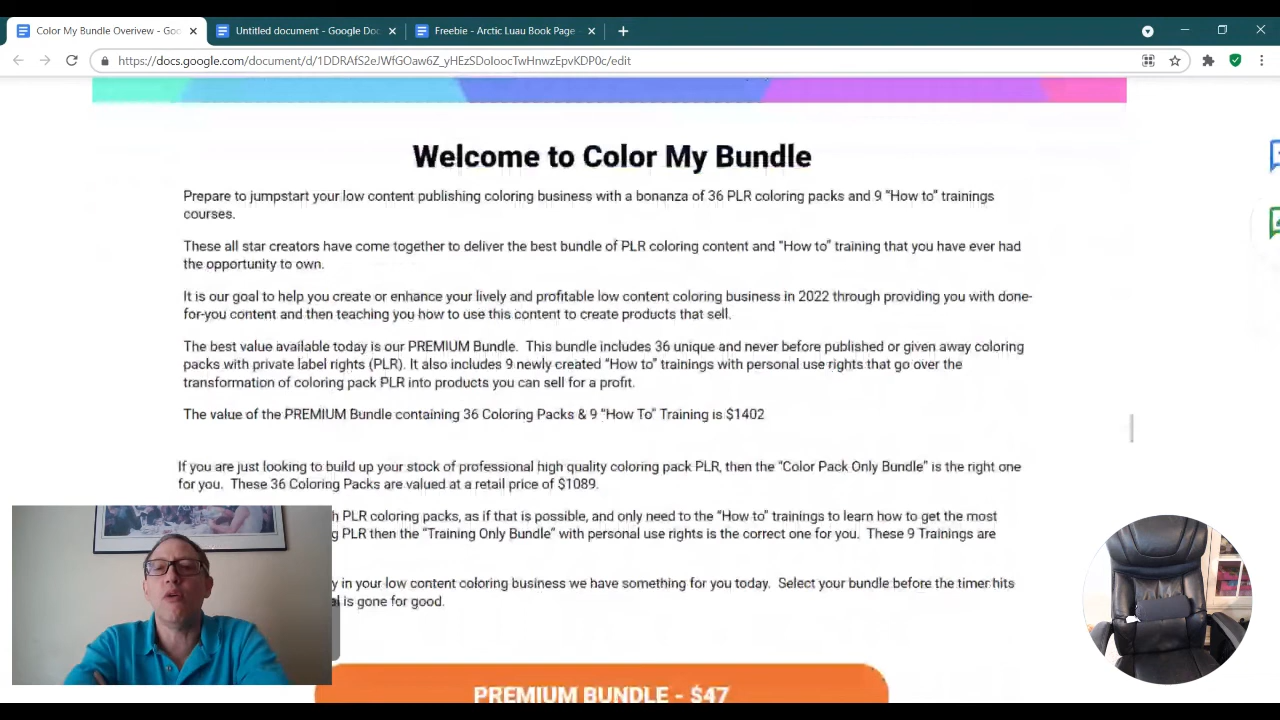 Color My Bundle Overivew - Goo
Untitled document - Google Doc
Freebie - Arctic Luau Book Page -
https://docs.google.com/document/d/1DDRAfS2eJWfGOaw6Z_yHEzSDoIoocTwHnwzEpvKDP0c/edit
Welcome to Color My Bundle
Prepare to jumpstart your low content publishing coloring business with a bonanza of 36 PLR coloring packs and 9 “How to” trainings
courses.
These all star creators have come together to deliver the best bundle of PLR coloring content and “How to” training that you have ever had
the opportunity to own.
It is our goal to help you create or enhance your lively and profitable low content coloring business in 2022 through providing you with done-
for-you content and then teaching you how to use this content to create products that sell.
The best value available today is our PREMIUM Bundle. This bundle includes 36 unique and never before published or given away coloring
packs with private label rights (PLR). It also includes 9 newly created “How to” trainings with personal use rights that go over the
transformation of coloring pack PLR into products you can sell for a profit.
The value of the PREMIUM Bundle containing 36 Coloring Packs & 9 “How To” Training is $1402
If you are just looking to build up your stock of professional high quality coloring pack PLR, then the “Color Pack Only Bundle” is the right one
for you. These 36 Coloring Packs are valued at a retail price of $1089.
PLR coloring packs, as if that is possible, and only need to the “How to” trainings to learn how to get the most
PLR then the “Training Only Bundle” with personal use rights is the correct one for you. These 9 Trainings are
in your low content coloring business we have something for you today. Select your bundle before the timer hits
is gone for good.
PREMIUM BUNDLE - $47